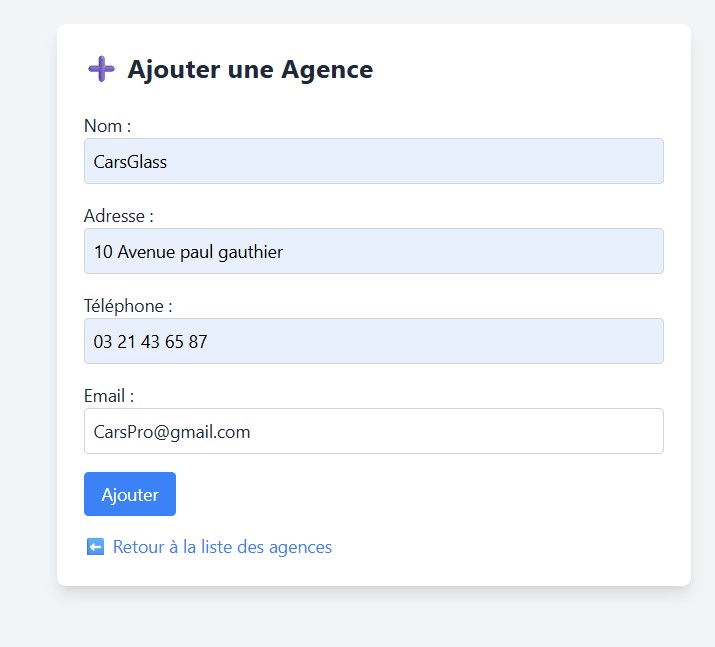 Ajouter une Agence
Nom :
CarsGlass
Adresse :
10 Avenue paul gauthier
Téléphone :
03 21 43 65 87
Email :
CarsPro@gmail.com
Ajouter
Retour à la liste des agences